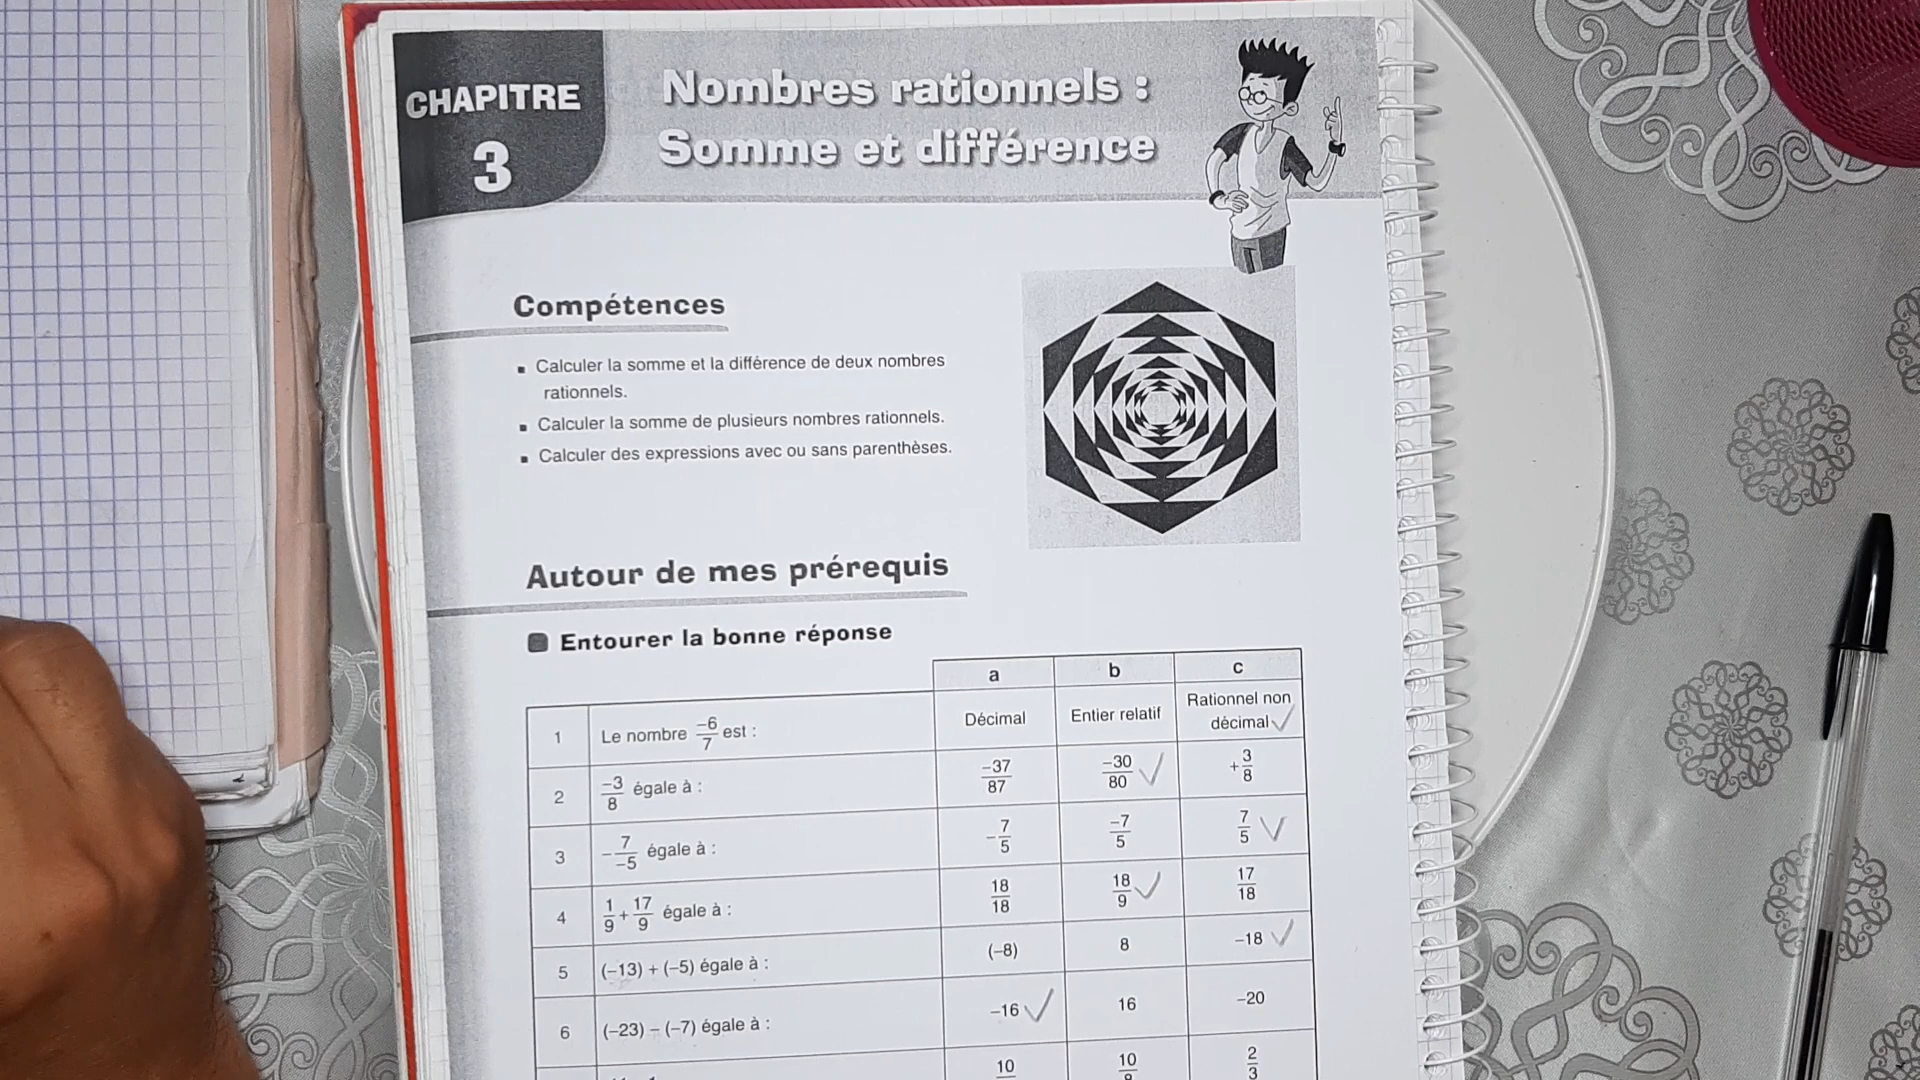 CHAPITRE
3
Nombres rationnels :
Somme et différence
Compétences
▪ Calculer la somme et la différence de deux nombres
rationnels.
▪ Calculer la somme de plusieurs nombres rationnels.
▪ Calculer des expressions avec ou sans parenthèses.
Autour de mes prérequis
Entourer la bonne réponse
a b c
1 Le nombre -6/7 est : Décimal Entier relatif Rationnel non
décimal ✓
2 -3/8 égale à : -37/87 -30/80 ✓ +3/8
3 -7/-5 égale à : -7/5 -7/5 7/5 ✓
4 1/9 + 17/9 égale à : 18/18 18/9 ✓ 17/18
5 (–13) + (–5) égale à : (–8) 8 –18 ✓
6 (–23) – (–7) égale à : –16 ✓ 16 –20
10 10 2/3